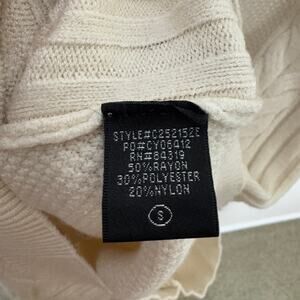 STYLE#C252152E
PO#CY06412
RN#84319
50%RAYON
30%POLYESTER
20%NYLON
S